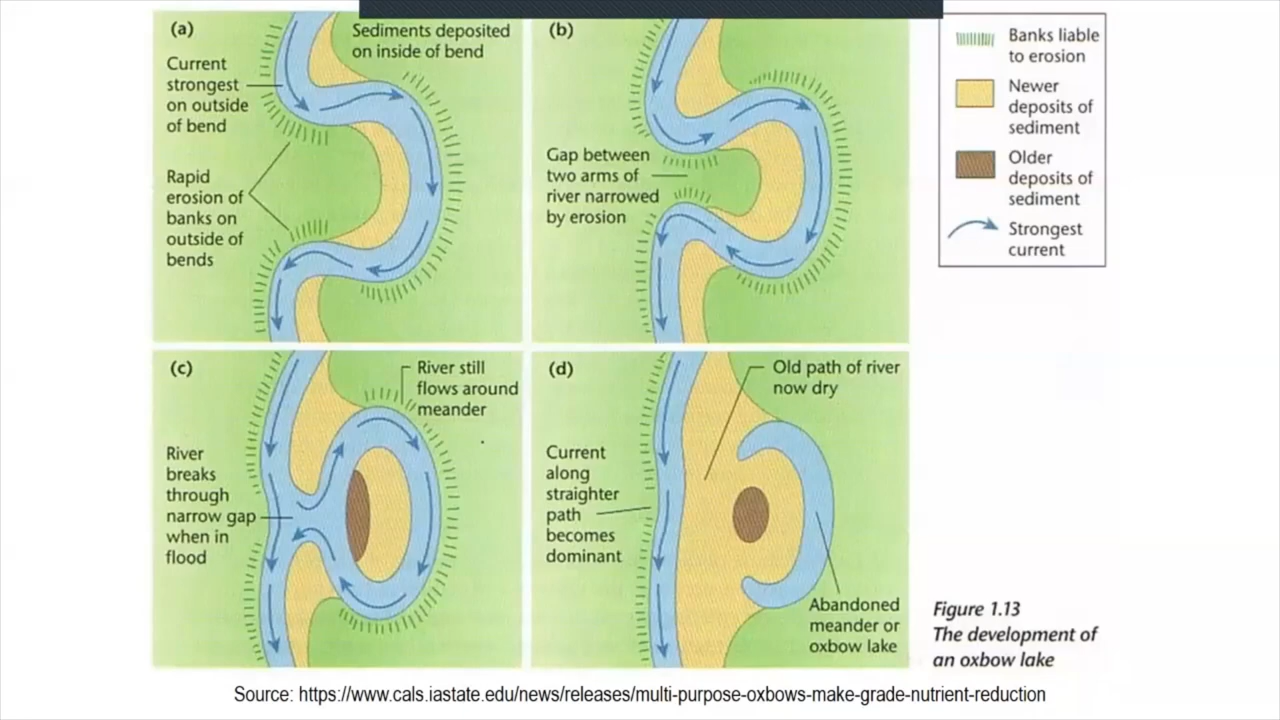 (a)
Sediments deposited
on inside of bend
Current
strongest
on outside
of bend
Rapid
erosion of
banks on
outside of
bends
(b)
Gap between
two arms of
river narrowed
by erosion
Banks liable
to erosion
Newer
deposits of
sediment
Older
deposits of
sediment
Strongest
current
(c)
River still
flows around
meander
River
breaks
through
narrow gap
when in
flood
(d)
Old path of river
now dry
Current
along
straighter
path
becomes
dominant
Abandoned
meander or
oxbow lake
Figure 1.13
The development of
an oxbow lake
Source: https://www.cals.iastate.edu/news/releases/multi-purpose-oxbows-make-grade-nutrient-reduction